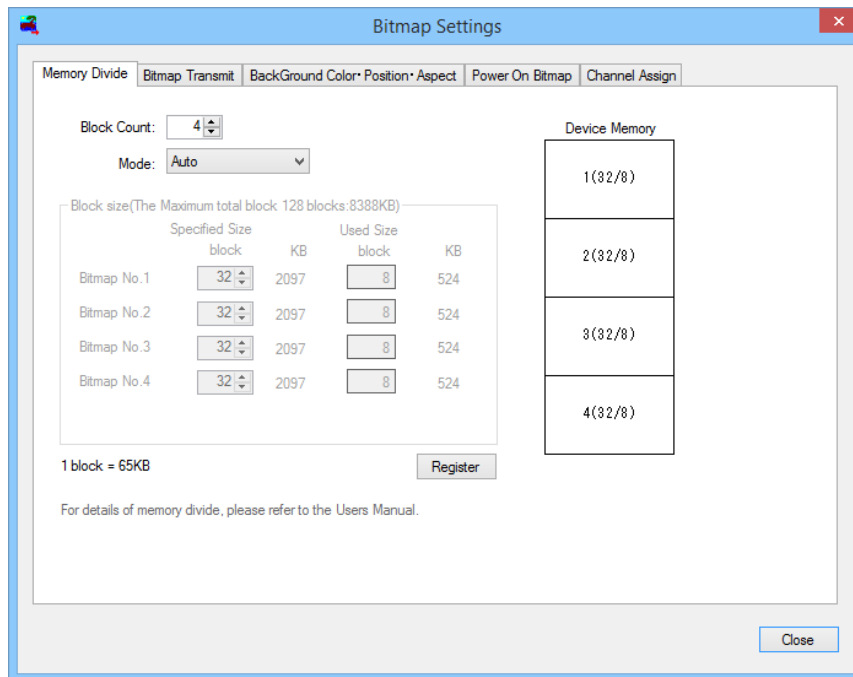 Bitmap Settings
Memory Divide Bitmap Transmit BackGround Color・Position・Aspect Power On Bitmap Channel Assign
Block Count: 4
Mode: Auto
Block size(The Maximum total block 128 blocks:8388KB)
Specified Size Used Size
block KB block KB
Bitmap No.1 32 2097 8 524
Bitmap No.2 32 2097 8 524
Bitmap No.3 32 2097 8 524
Bitmap No.4 32 2097 8 524
1 block = 65KB
Register
For details of memory divide, please refer to the Users Manual.
Device Memory
1(32/8)
2(32/8)
3(32/8)
4(32/8)
Close